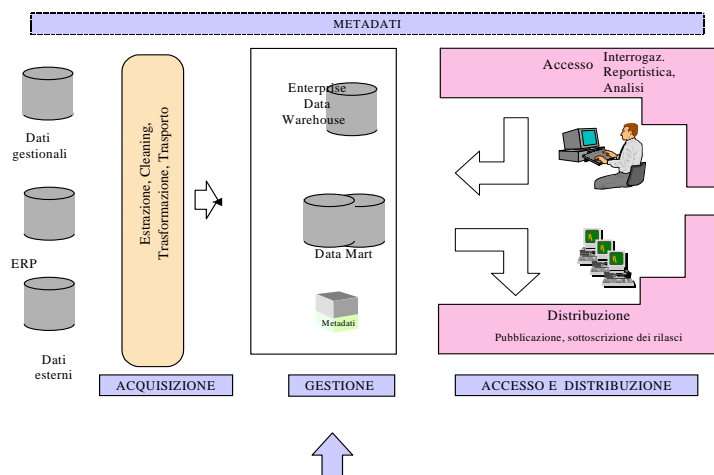 METADATI
Dati
gestionali
ERP
Dati
esterni
Estrazione, Cleaning,
Trasformazione, Trasporto
ACQUISIZIONE
Enterprise
Data
Warehouse
Data Mart
Metadati
GESTIONE
Accesso
Interrogaz.
Reportistica,
Analisi
Distribuzione
Pubblicazione, sottoscrizione dei rilasci
ACCESSO E DISTRIBUZIONE